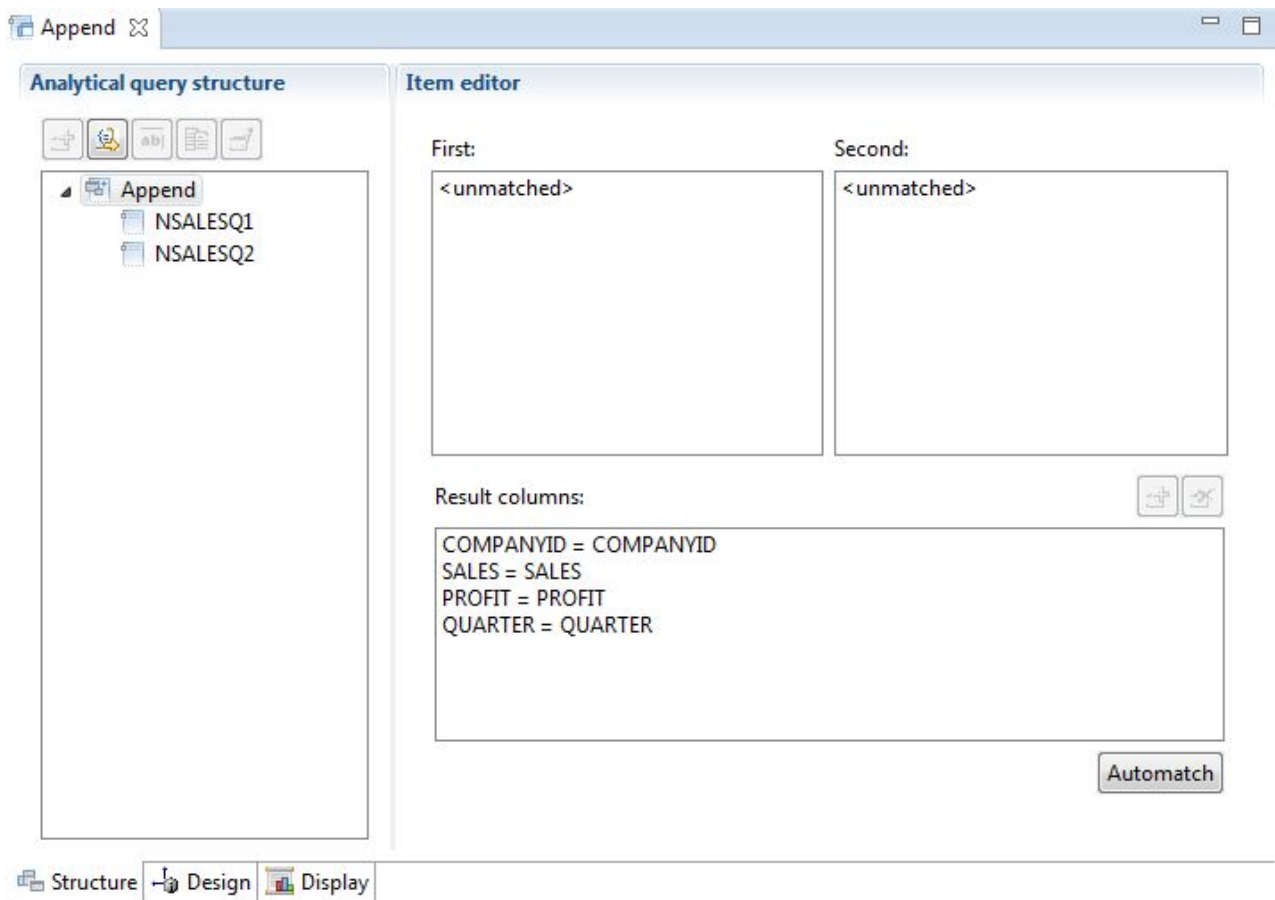 Append
Analytical query structure
Item editor
ab|
First:
Second:
Append
NSALESQ1
NSALESQ2
<unmatched>
<unmatched>
Result columns:
COMPANYID = COMPANYID
SALES = SALES
PROFIT = PROFIT
QUARTER = QUARTER
Automatch
Structure
Design
Display